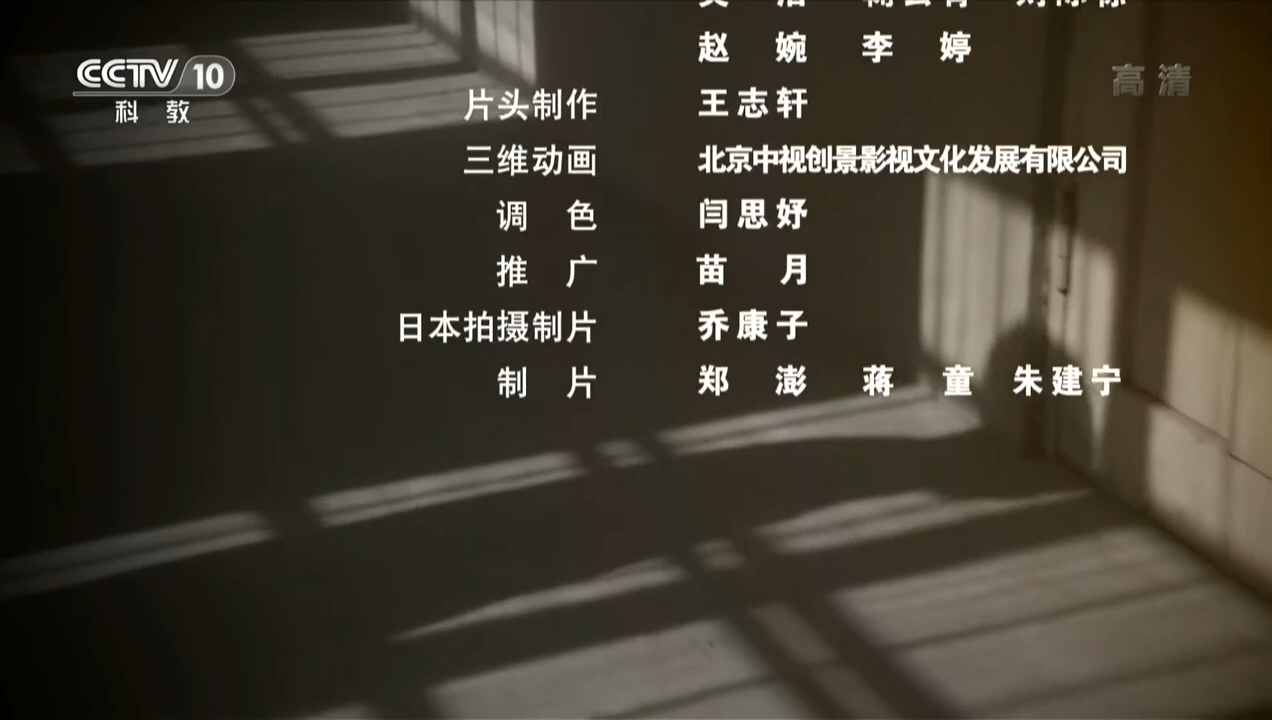 赵 婉 李 婷
CCTV 10
科教
高清
片头制作 王志轩
三维动画 北京中视创景影视文化发展有限公司
调 色 闫思妤
推 广 苗 月
日本拍摄制片 乔康子
制 片 郑 澎 蒋 童 朱建宁